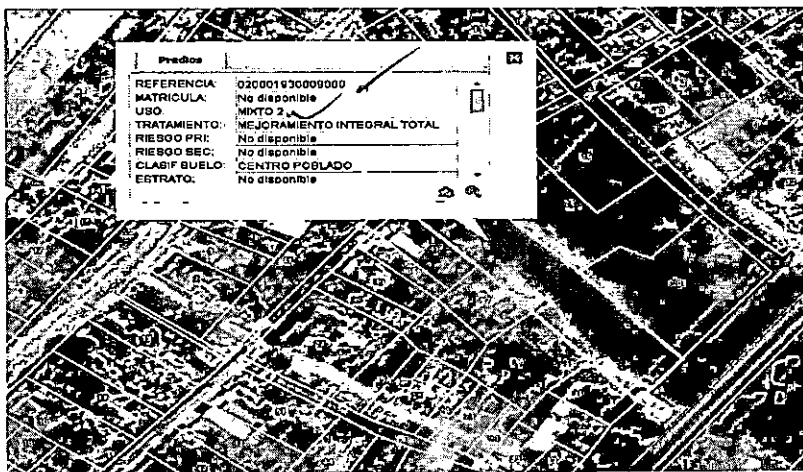 Predios
REFERENCIA: 020001930009000
MATRICULA: No disponible
USO: MIXTO 2
TRATAMIENTO: MEJORAMIENTO INTEGRAL TOTAL
RIESGO PRI: No disponible
RIESGO SEC: No disponible
CLASIF SUELO: CENTRO POBLADO
ESTRATO: No disponible